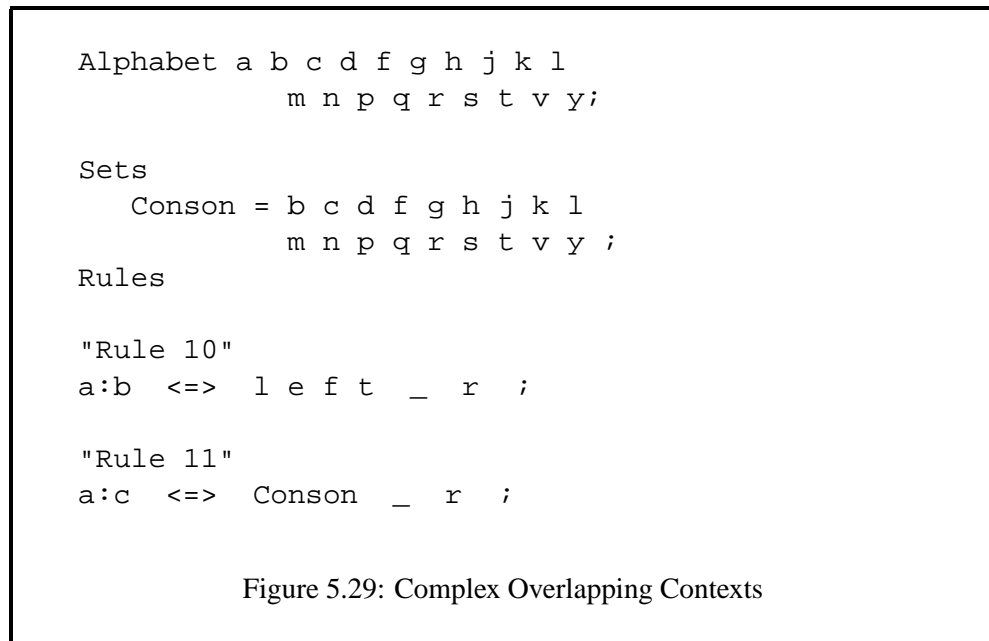 Alphabet a b c d f g h j k l
m n p q r s t v y;
Sets
Conson = b c d f g h j k l
m n p q r s t v y ;
Rules
"Rule 10"
a:b <=> l e f t _ r ;
"Rule 11"
a:c <=> Conson _ r ;
Figure 5.29: Complex Overlapping Contexts